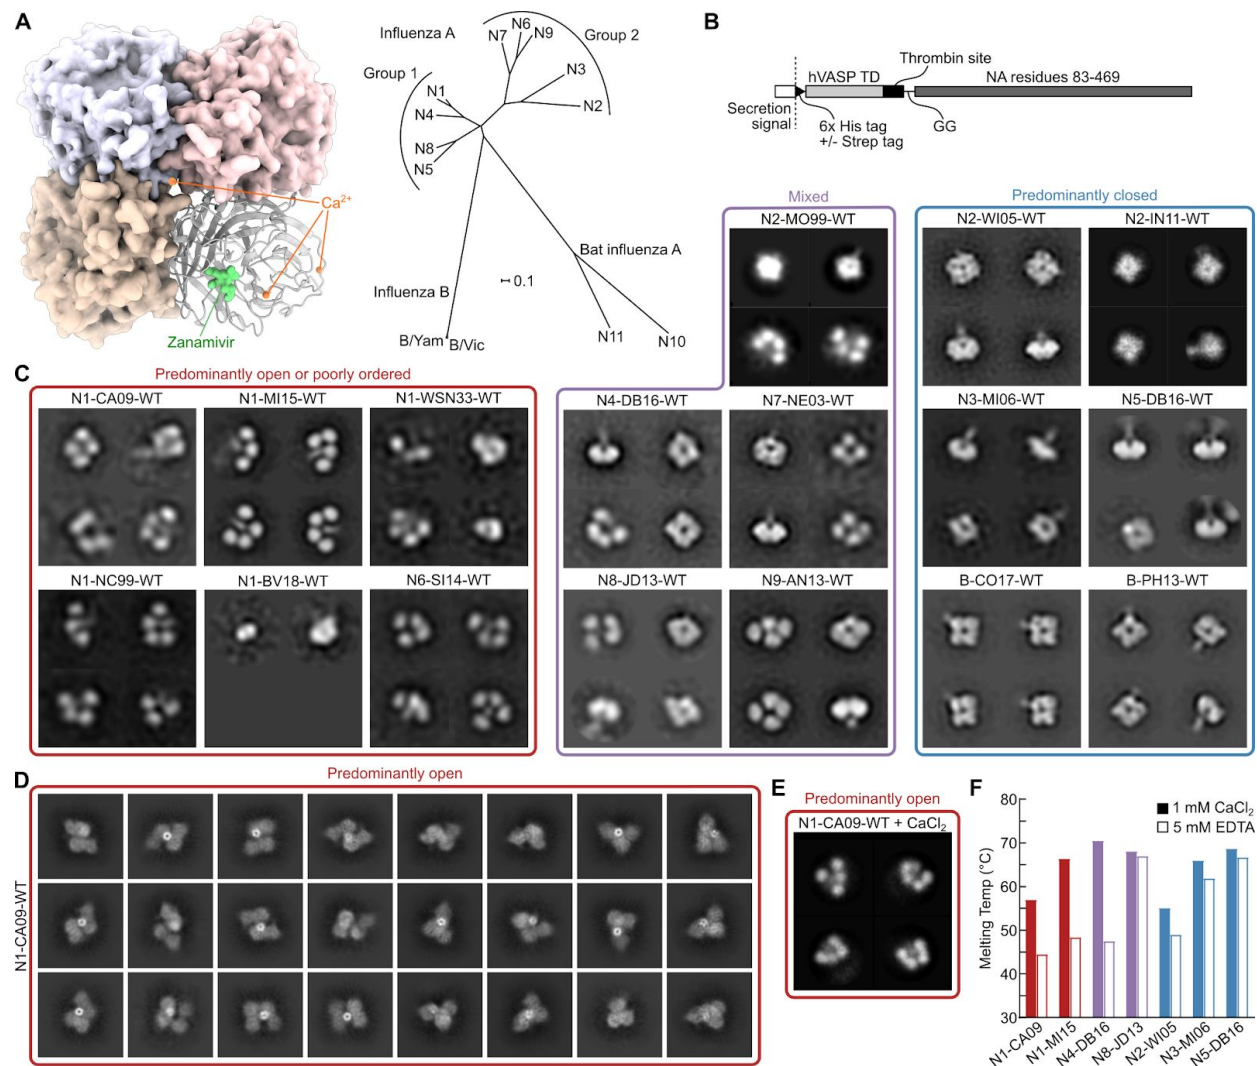 A
Influenza A
Group 1
Group 2
N7
N6
N9
N3
N2
N1
N4
N8
N5
Ca2+
Zanamivir
Bat influenza A
0.1
Influenza B
B/Yam
B/Vic
N11
N10
B
hVASP TD
Thrombin site
NA residues 83-469
Secretion
signal
6x His tag
+/- Strep tag
GG
C
Predominantly open or poorly ordered
N1-CA09-WT
N1-MI15-WT
N1-WSN33-WT
N1-NC99-WT
N1-BV18-WT
N6-SI14-WT
Mixed
N2-MO99-WT
N4-DB16-WT
N7-NE03-WT
N8-JD13-WT
N9-AN13-WT
Predominantly closed
N2-WI05-WT
N2-IN11-WT
N3-MI06-WT
N5-DB16-WT
B-CO17-WT
B-PH13-WT
D
Predominantly open
N1-CA09-WT
E
Predominantly open
N1-CA09-WT + CaCl2
F
Melting Temp (°C)
80
70
60
50
40
30
1 mM CaCl2
5 mM EDTA
N1-CA09
N1-MI15
N4-DB16
N8-JD13
N2-WI05
N3-MI06
N5-DB16